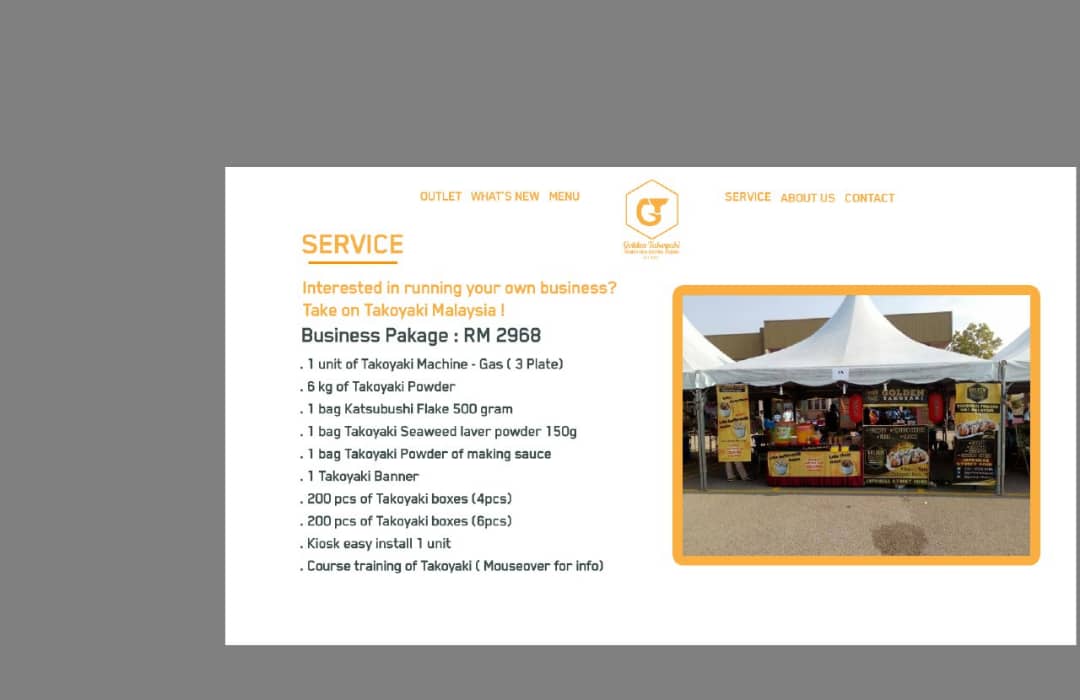 OUTLET WHAT'S NEW MENU
SERVICE ABOUT US CONTACT
GT
Golden Takoyaki
SERVICE
Interested in running your own business?
Take on Takoyaki Malaysia !
Business Pakage : RM 2968
. 1 unit of Takoyaki Machine - Gas ( 3 Plate)
. 6 kg of Takoyaki Powder
. 1 bag Katsubushi Flake 500 gram
. 1 bag Takoyaki Seaweed laver powder 150g
. 1 bag Takoyaki Powder of making sauce
. 1 Takoyaki Banner
. 200 pcs of Takoyaki boxes (4pcs)
. 200 pcs of Takoyaki boxes (6pcs)
. Kiosk easy install 1 unit
. Course training of Takoyaki ( Mouseover for info)
GOLDEN
TAKOYAKI